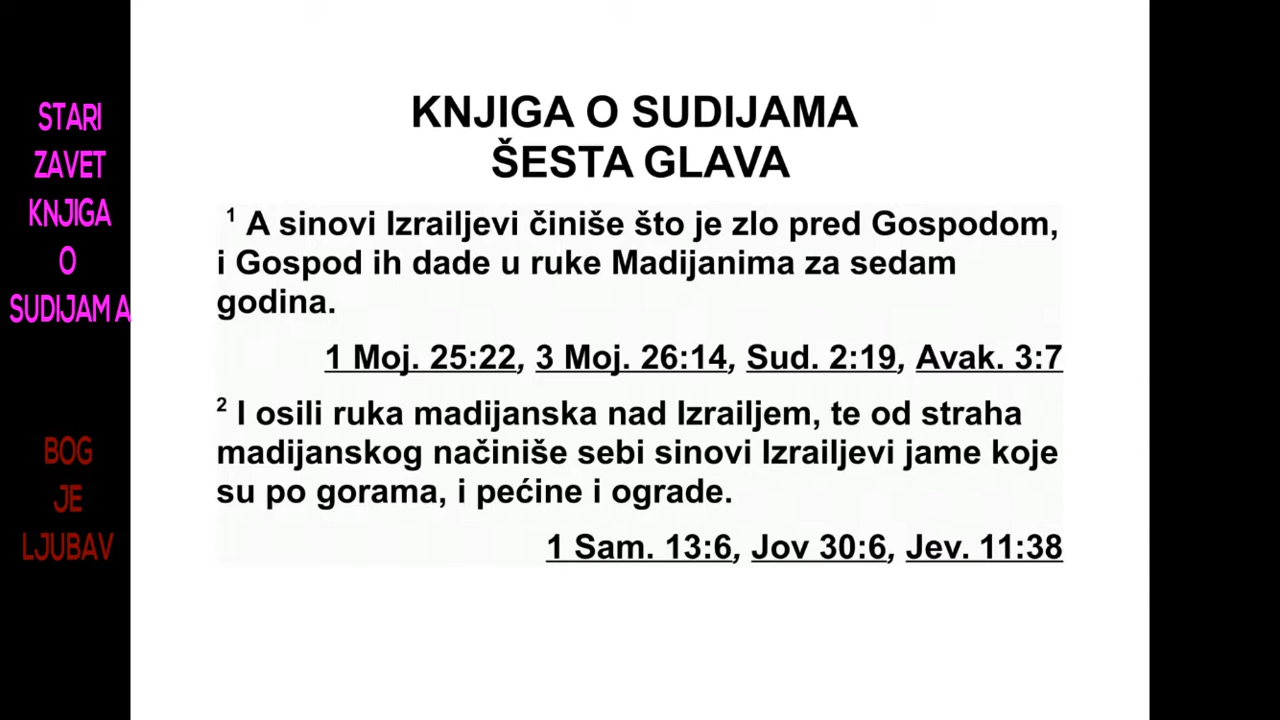 STARI
ZAVET
KNJIGA
O
SUDIJAMA
BOG
JE
LJUBAV
KNJIGA O SUDIJAMA
ŠESTA GLAVA
1 A sinovi Izrailjevi činiše što je zlo pred Gospodom,
i Gospod ih dade u ruke Madijanima za sedam
godina.
1 Moj. 25:22, 3 Moj. 26:14, Sud. 2:19, Avak. 3:7
2 I osili ruka madijanska nad Izrailjem, te od straha
madijanskog načiniše sebi sinovi Izrailjevi jame koje
su po gorama, i pećine i ograde.
1 Sam. 13:6, Jov 30:6, Jev. 11:38